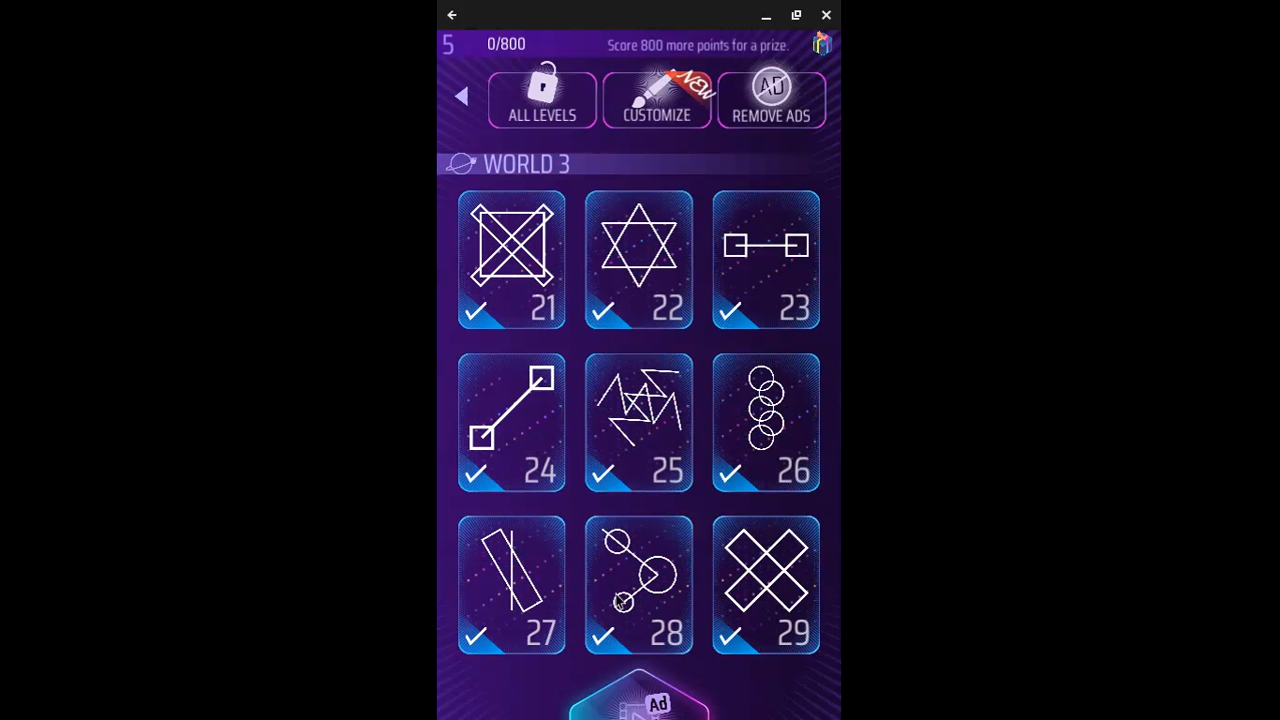 5 0/800 Score 800 more points for a prize.
NEW
AD
ALL LEVELS CUSTOMIZE REMOVE ADS
WORLD 3
21 22 23
24 25 26
27 28 29
Ad